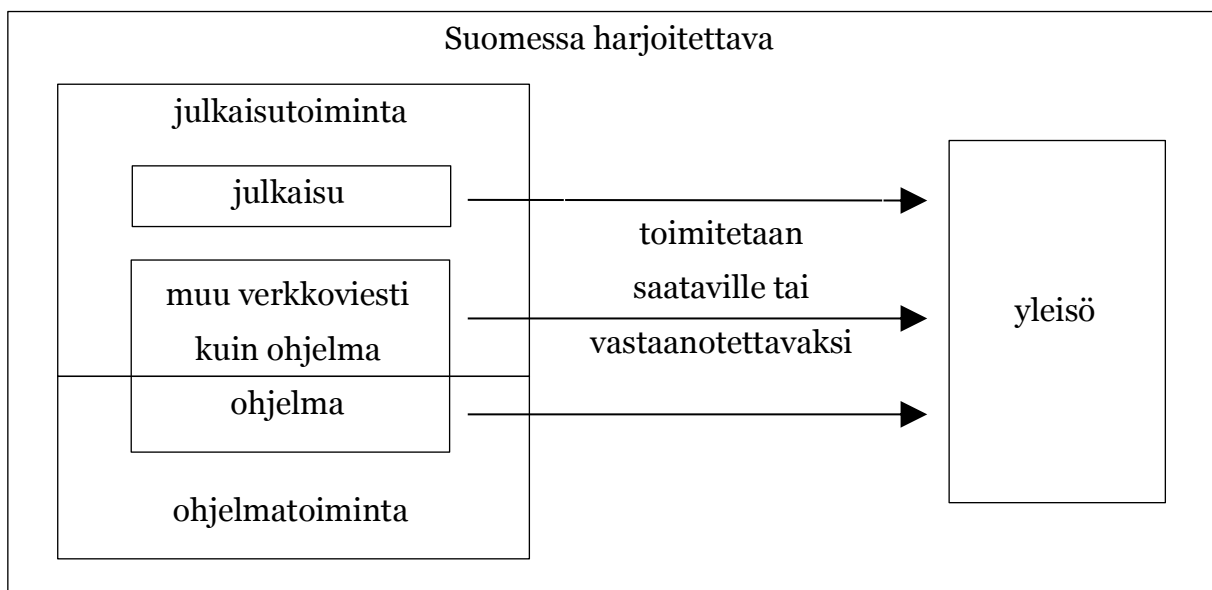 Suomessa harjoitettava
julkaisutoiminta
julkaisu
toimitetaan
muu verkkoviesti
kuin ohjelma
saataville tai
vastaanotettavaksi
yleisö
ohjelma
ohjelmatoiminta